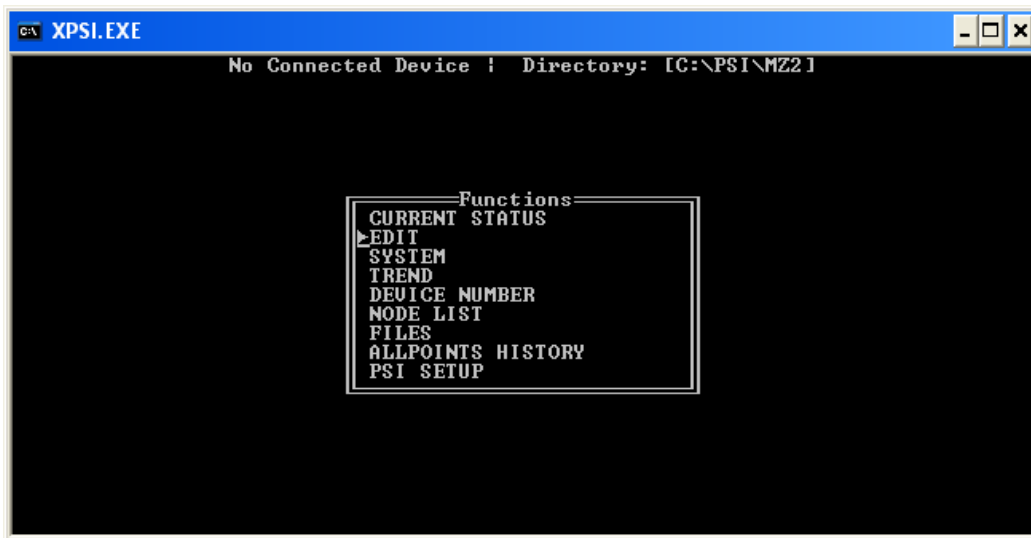 XPSI.EXE
No Connected Device ¦ Directory: [C:\PSI\MZ2]
Functions
CURRENT STATUS
EDIT
SYSTEM
TREND
DEVICE NUMBER
NODE LIST
FILES
ALLPOINTS HISTORY
PSI SETUP